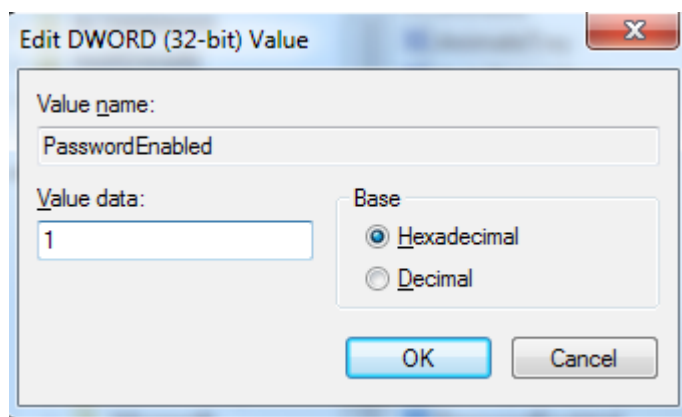 Edit DWORD (32-bit) Value
Value name:
PasswordEnabled
Value data:
1
Base
Hexadecimal
Decimal
OK
Cancel